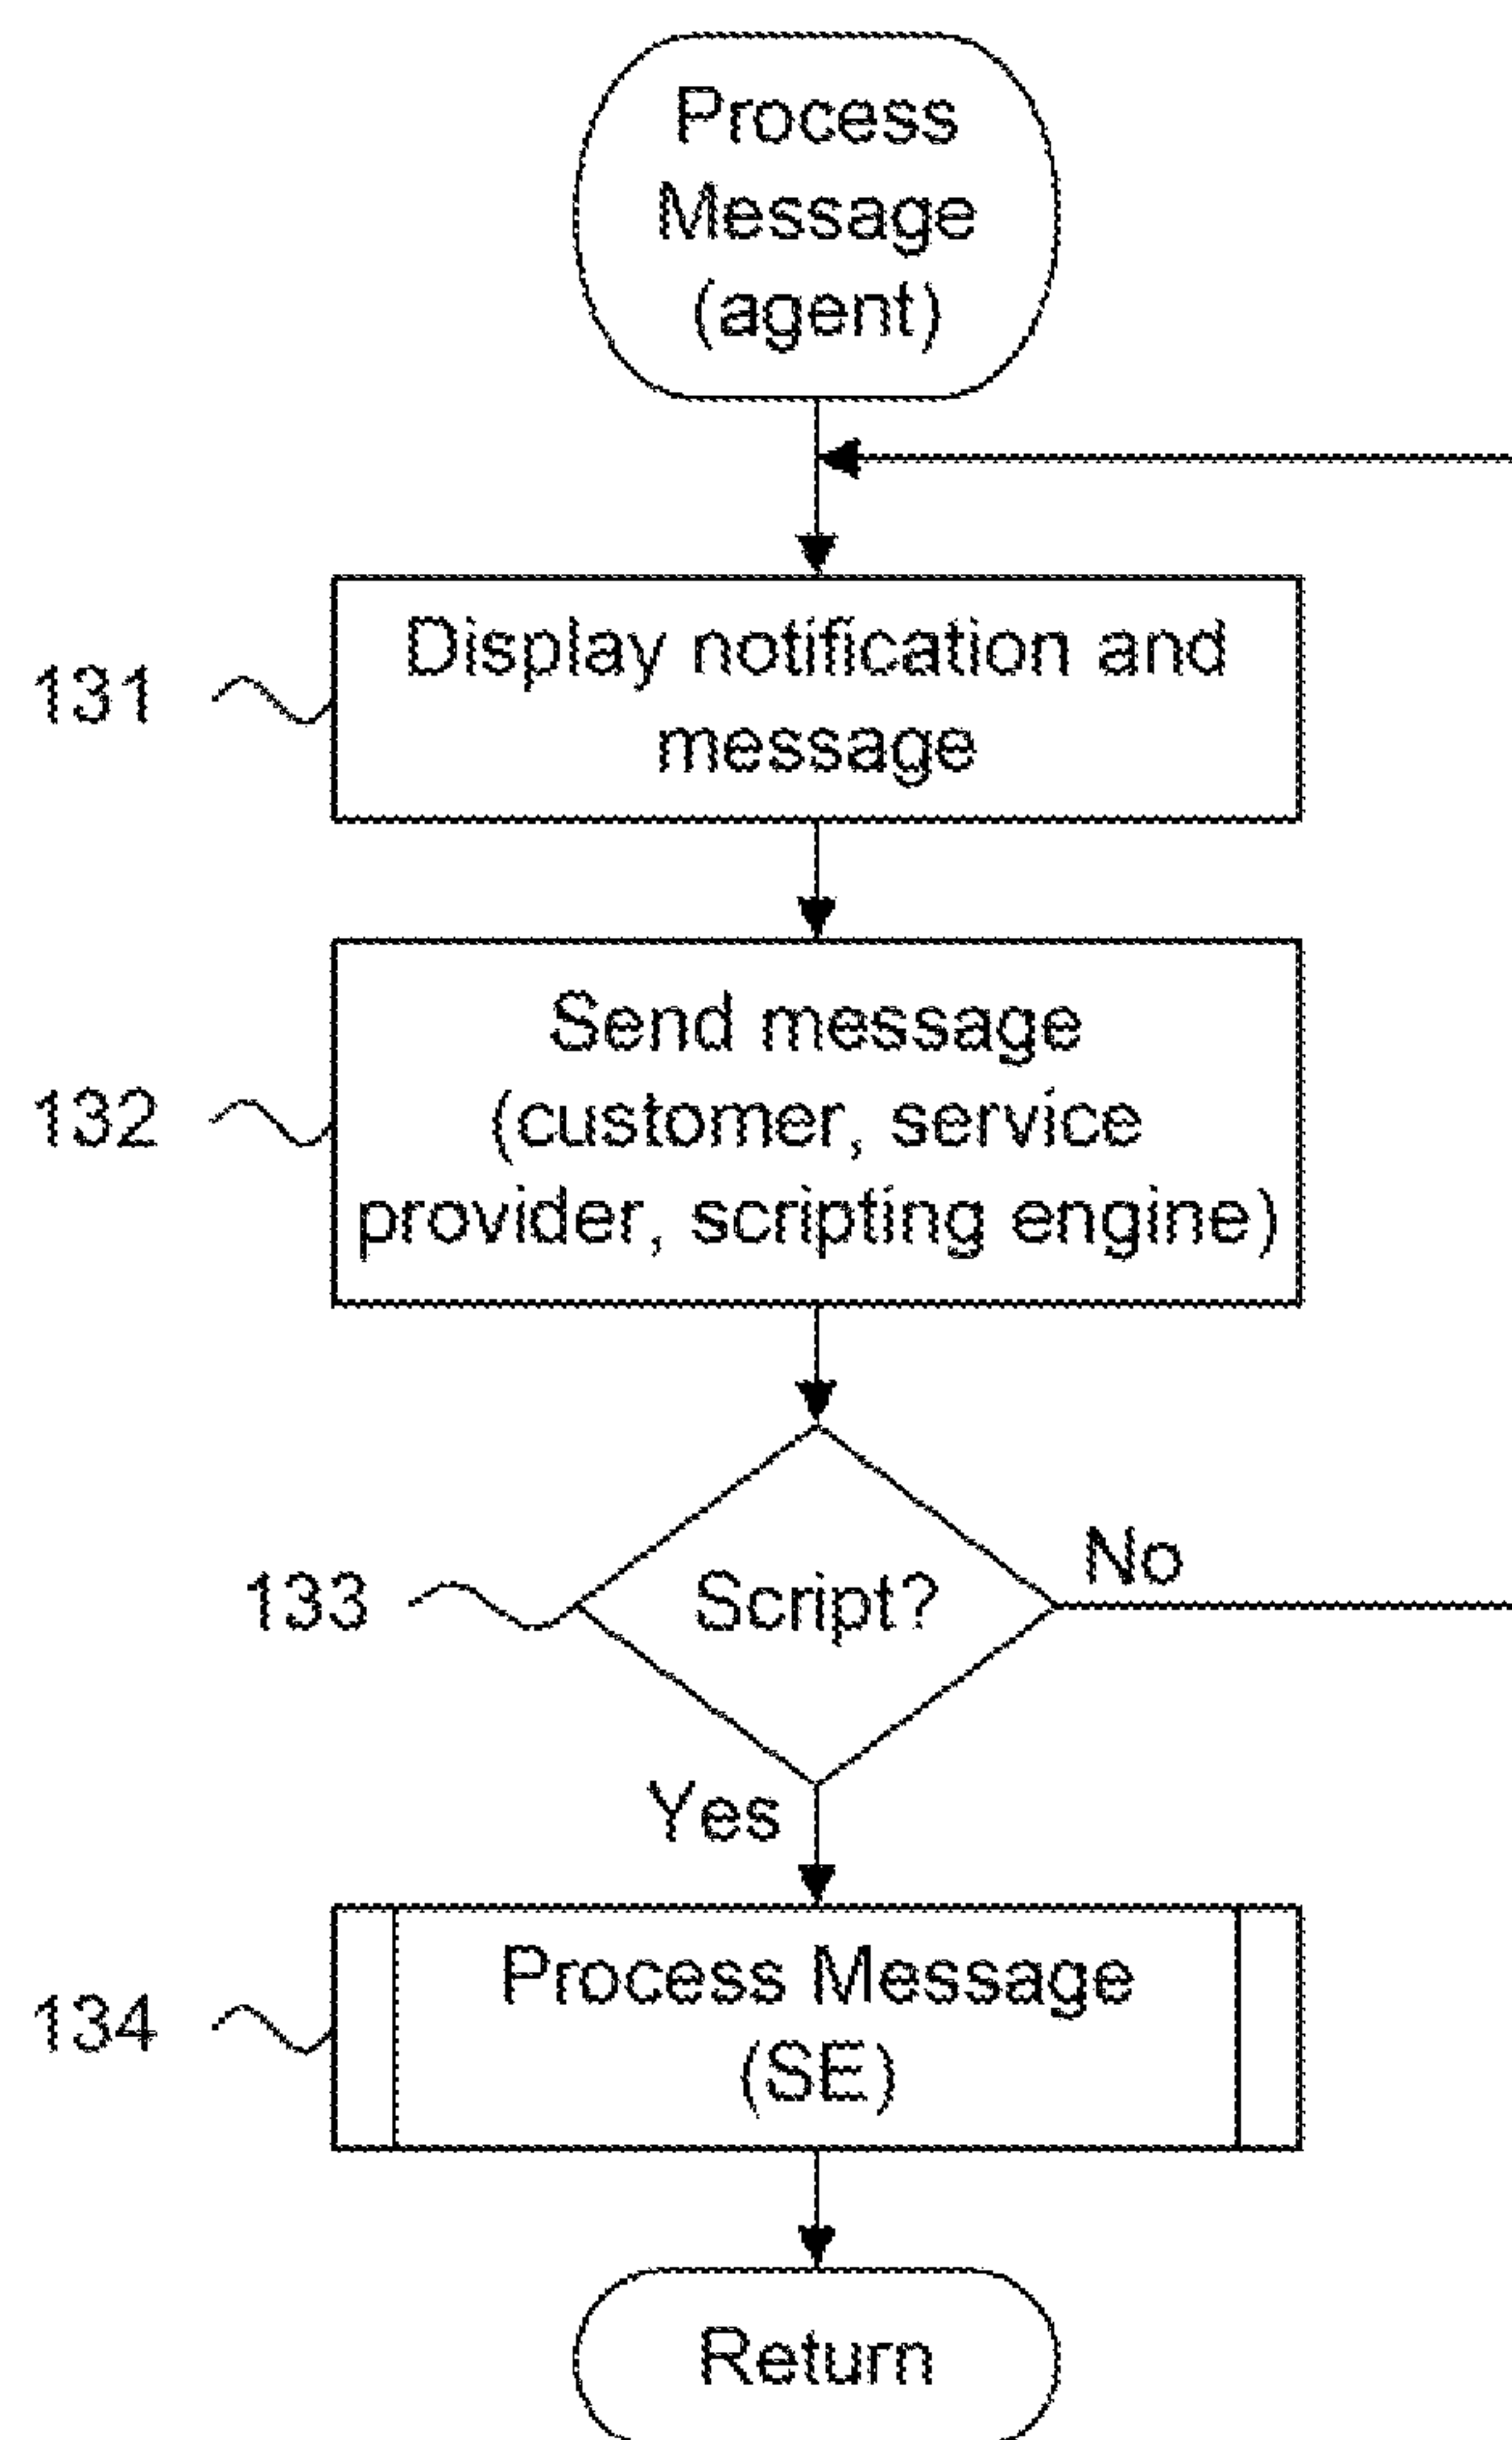 Process
Message
(agent)
131
Display notification and
message
132
Send message
(customer, service
provider, scripting engine)
133
Script?
No
Yes
134
Process Message
(SE)
Return